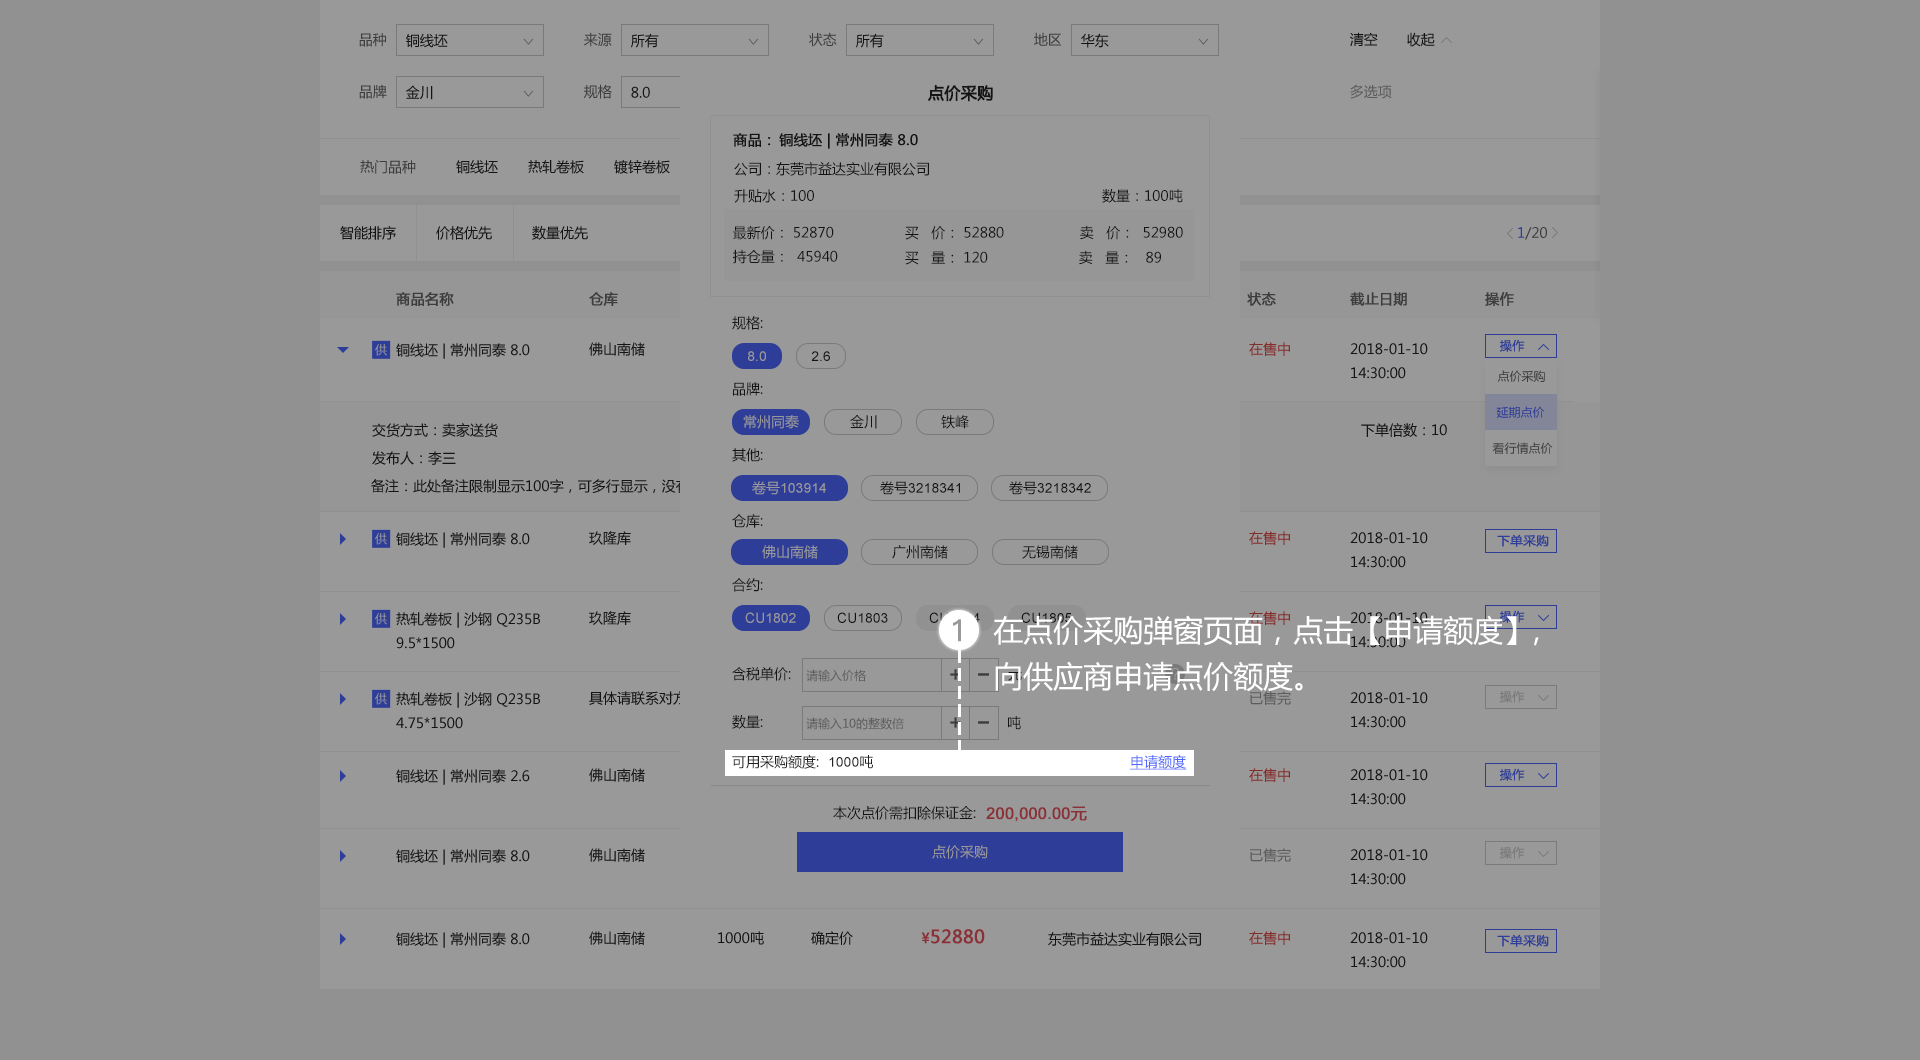 品种 铜线坯 来源 所有 状态 所有 地区 华东 清空 收起
品牌 金川 规格 8.0 多选项
点价采购
热门品种 铜线坯 热轧卷板 镀锌卷板
智能排序 价格优先 数量优先 1/20
商品名称 仓库 状态 截止日期 操作
供 铜线坯 | 常州同泰 8.0 佛山南储 在售中 2018-01-10
14:30:00
操作
点价采购
延期点价
看行情点价
交货方式：卖家送货 下单倍数：10
发布人：李三
备注：此处备注限制显示100字，可多行显示，没有
供 铜线坯 | 常州同泰 8.0 玖隆库 在售中 2018-01-10 下单采购
14:30:00
供 热轧卷板 | 沙钢 Q235B 玖隆库 在售中 2018-01-10 操作
9.5*1500 14:30:00
供 热轧卷板 | 沙钢 Q235B 具体请联系对方 已售完 2018-01-10 操作
4.75*1500 14:30:00
铜线坯 | 常州同泰 2.6 佛山南储 在售中 2018-01-10 操作
14:30:00
铜线坯 | 常州同泰 8.0 佛山南储 已售完 2018-01-10 操作
14:30:00
铜线坯 | 常州同泰 8.0 佛山南储 1000吨 确定价 ¥52880 东莞市益达实业有限公司 在售中 2018-01-10 下单采购
14:30:00
商品：铜线坯 | 常州同泰 8.0
公司：东莞市益达实业有限公司
升贴水：100 数量：100吨
最新价：52870 买 价：52880 卖 价：52980
持仓量：45940 买 量：120 卖 量：89
规格:
8.0 2.6
品牌:
常州同泰 金川 铁峰
其他:
卷号103914 卷号3218341 卷号3218342
仓库:
佛山南储 广州南储 无锡南储
合约:
CU1802 CU1803 CU1805
含税单价: 请输入价格 + −
数量: 请输入10的整数倍 + − 吨
可用采购额度: 1000吨 申请额度
本次点价需扣除保证金: 200,000.00元
点价采购
1 在点价采购弹窗页面，点击【申请额度】，
向供应商申请点价额度。